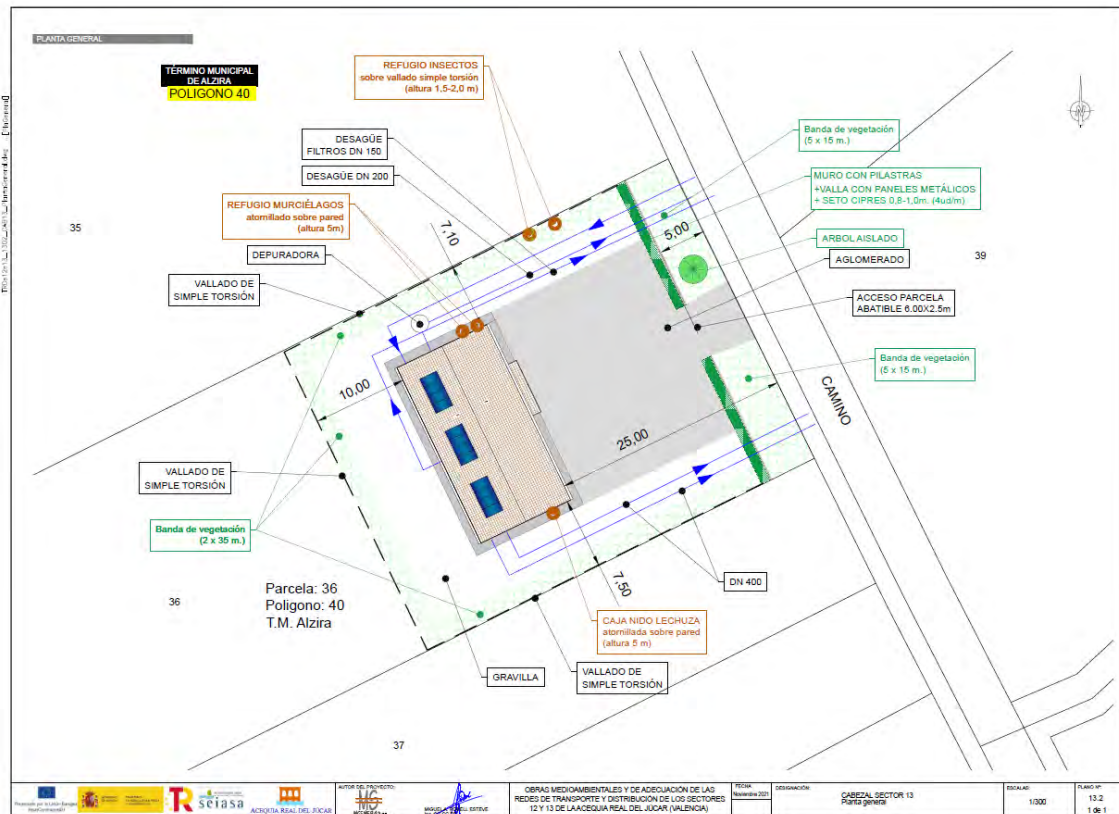 PLANTA GENERAL
TÉRMINO MUNICIPAL
DE ALZIRA
POLIGONO 40
REFUGIO INSECTOS
sobre vallado simple torsión
(altura 1,5-2,0 m)
DESAGÜE
FILTROS DN 150
DESAGÜE DN 200
REFUGIO MURCIÉLAGOS
atornillado sobre pared
(altura 5m)
DEPURADORA
VALLADO DE
SIMPLE TORSIÓN
Banda de vegetación
(5 x 15 m.)
MURO CON PILASTRAS
+VALLA CON PANELES METÁLICOS
+ SETO CIPRES 0,8-1,0m. (4ud/m)
ARBOL AISLADO
AGLOMERADO
ACCESO PARCELA
ABATIBLE 6.00X2.5m
Banda de vegetación
(5 x 15 m.)
35
39
7,10
5,00
10,00
25,00
7,50
CAMINO
VALLADO DE
SIMPLE TORSIÓN
Banda de vegetación
(2 x 35 m.)
36
Parcela: 36
Poligono: 40
T.M. Alzira
DN 400
CAJA NIDO LECHUZA
atornillada sobre pared
(altura 5 m)
GRAVILLA
VALLADO DE
SIMPLE TORSIÓN
37
seiasa
ACEQUIA REAL DEL JÚCAR
AUTOR DEL PROYECTO:
OBRAS MEDIOAMBIENTALES Y DE ADECUACIÓN DE LAS
REDES DE TRANSPORTE Y DISTRIBUCIÓN DE LOS SECTORES
12 Y 13 DE LA ACEQUIA REAL DEL JÚCAR (VALENCIA)
FECHA
Noviembre 2021
DESIGNACIÓN
CABEZAL SECTOR 13
Planta general
ESCALAS
1/300
PLANO Nº:
13.2
1 de 1